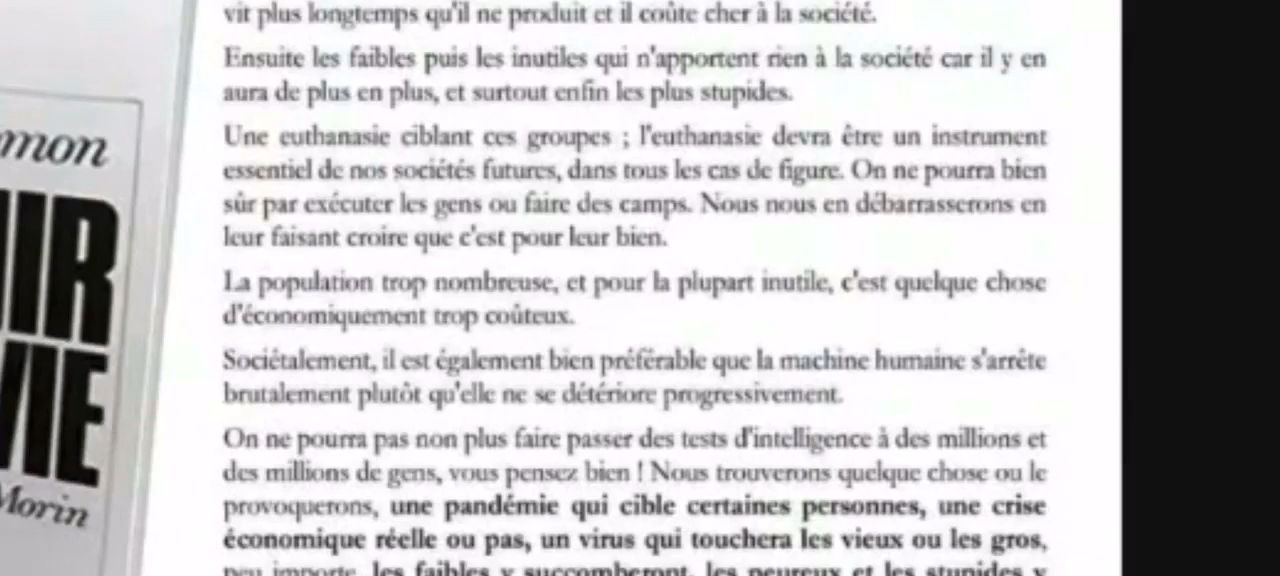 vit plus longtemps qu'il ne produit et il coûte cher à la société.
Ensuite les faibles puis les inutiles qui n'apportent rien à la société car il y en
aura de plus en plus, et surtout enfin les plus stupides.
Une euthanasie ciblant ces groupes ; l'euthanasie devra être un instrument
essentiel de nos sociétés futures, dans tous les cas de figure. On ne pourra bien
sûr par exécuter les gens ou faire des camps. Nous nous en débarrasserons en
leur faisant croire que c'est pour leur bien.
La population trop nombreuse, et pour la plupart inutile, c'est quelque chose
d'économiquement trop coûteux.
Sociétalement, il est également bien préférable que la machine humaine s'arrête
brutalement plutôt qu'elle ne se détériore progressivement.
On ne pourra pas non plus faire passer des tests d'intelligence à des millions et
des millions de gens, vous pensez bien ! Nous trouverons quelque chose ou le
provoquerons, une pandémie qui cible certaines personnes, une crise
économique réelle ou pas, un virus qui touchera les vieux ou les gros,
peu importe, les faibles y succomberont, les peureux et les stupides y
mon
IR
VIE
Morin